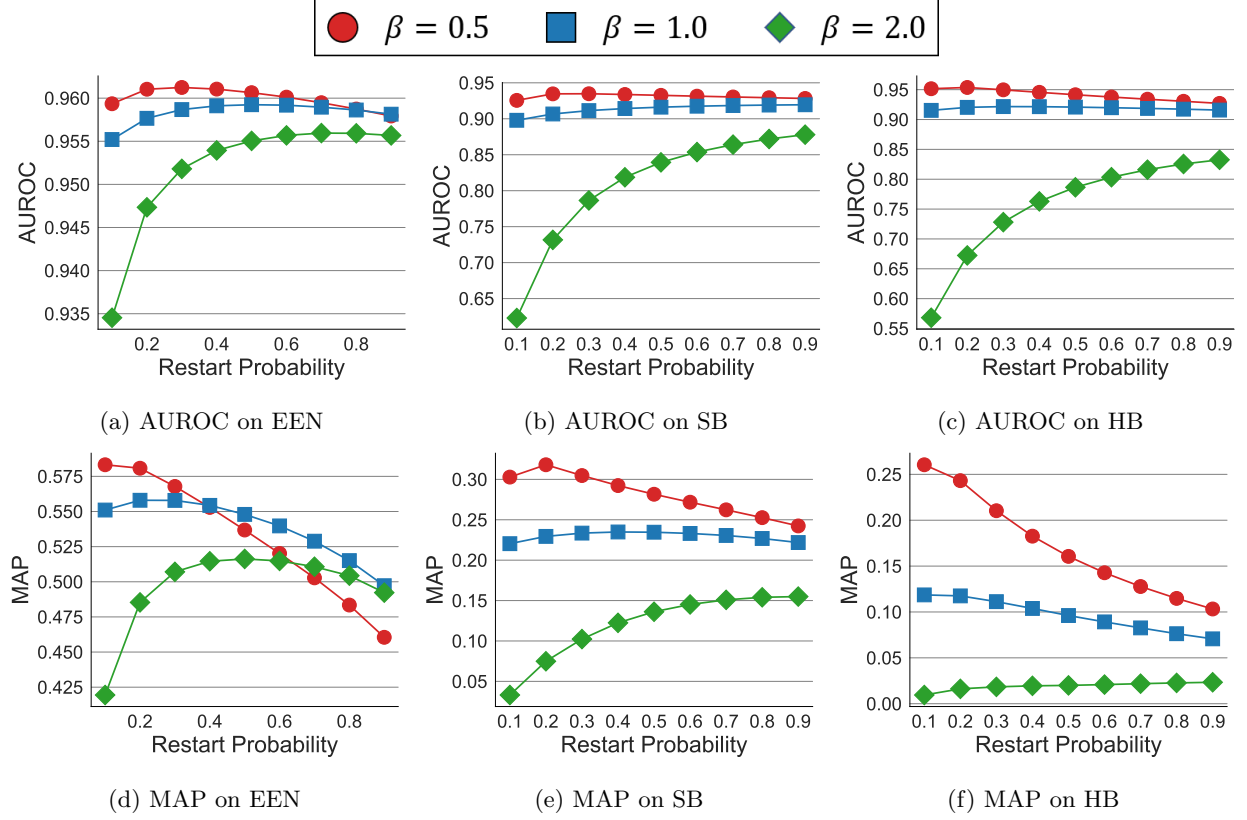 β = 0.5 β = 1.0 β = 2.0
AUROC
0.960
0.955
0.950
0.945
0.940
0.935
0.2 0.4 0.6 0.8
Restart Probability
(a) AUROC on EEN
AUROC
0.95
0.90
0.85
0.80
0.75
0.70
0.65
0.1 0.2 0.3 0.4 0.5 0.6 0.7 0.8 0.9
Restart Probability
(b) AUROC on SB
AUROC
0.95
0.90
0.85
0.80
0.75
0.70
0.65
0.60
0.55
0.1 0.2 0.3 0.4 0.5 0.6 0.7 0.8 0.9
Restart Probability
(c) AUROC on HB
MAP
0.575
0.550
0.525
0.500
0.475
0.450
0.425
0.2 0.4 0.6 0.8
Restart Probability
(d) MAP on EEN
MAP
0.30
0.25
0.20
0.15
0.10
0.05
0.1 0.2 0.3 0.4 0.5 0.6 0.7 0.8 0.9
Restart Probability
(e) MAP on SB
MAP
0.25
0.20
0.15
0.10
0.05
0.00
0.1 0.2 0.3 0.4 0.5 0.6 0.7 0.8 0.9
Restart Probability
(f) MAP on HB